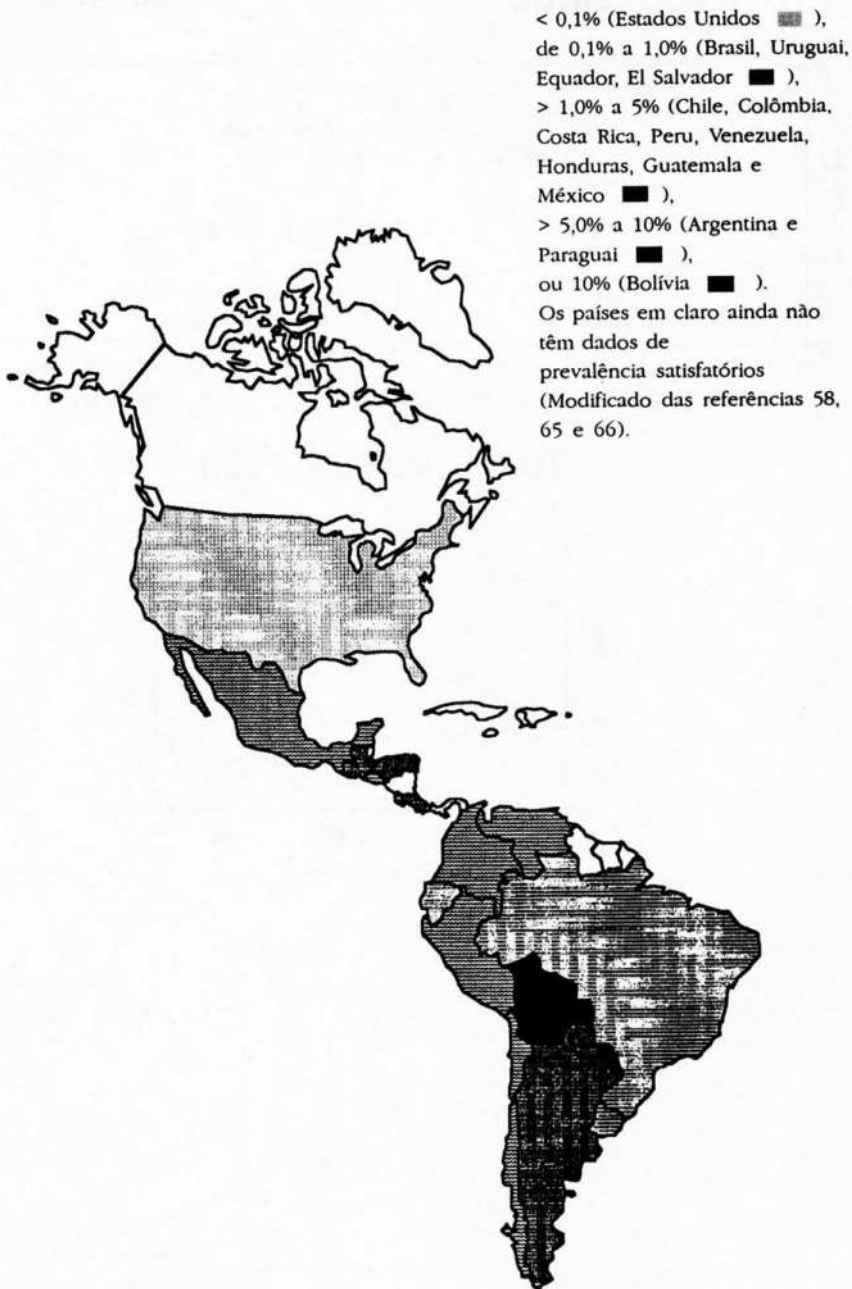 < 0,1% (Estados Unidos ),
de 0,1% a 1,0% (Brasil, Uruguai,
Equador, El Salvador ),
> 1,0% a 5% (Chile, Colômbia,
Costa Rica, Peru, Venezuela,
Honduras, Guatemala e
México ),
> 5,0% a 10% (Argentina e
Paraguai ),
ou 10% (Bolívia ).
Os países em claro ainda não
têm dados de
prevalência satisfatórios
(Modificado das referências 58,
65 e 66).